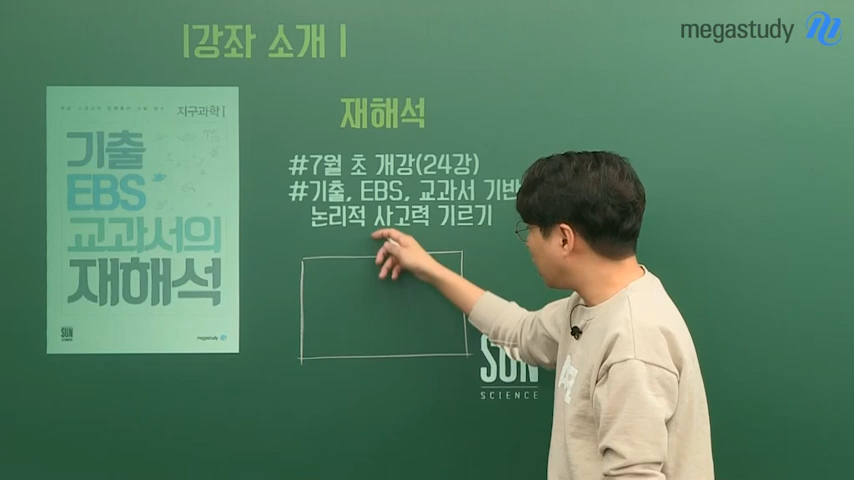 megastudy
|강좌 소개|
지구과학Ⅰ
기출
EBS
교과서의
재해석
SUN
megastudy
재해석
#7월 초 개강(24강)
#기출, EBS, 교과서 기반
논리적 사고력 기르기
SUN
SCIENCE